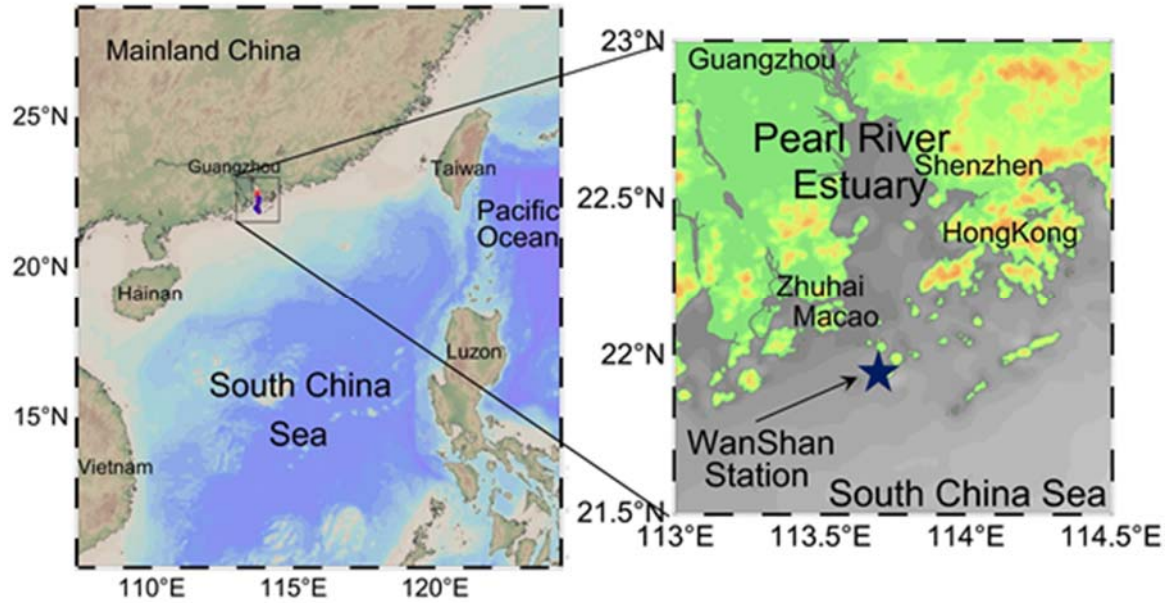 Mainland China
25°N
Guangzhou
Taiwan
Pacific
Ocean
20°N
Hainan
Luzon
South China
Sea
15°N
Vietnam
110°E
115°E
120°E
23°N
Guangzhou
Pearl River
Estuary
Shenzhen
22.5°N
HongKong
Zhuhai
Macao
22°N
WanShan
Station
South China Sea
21.5°N
113°E
113.5°E
114°E
114.5°E